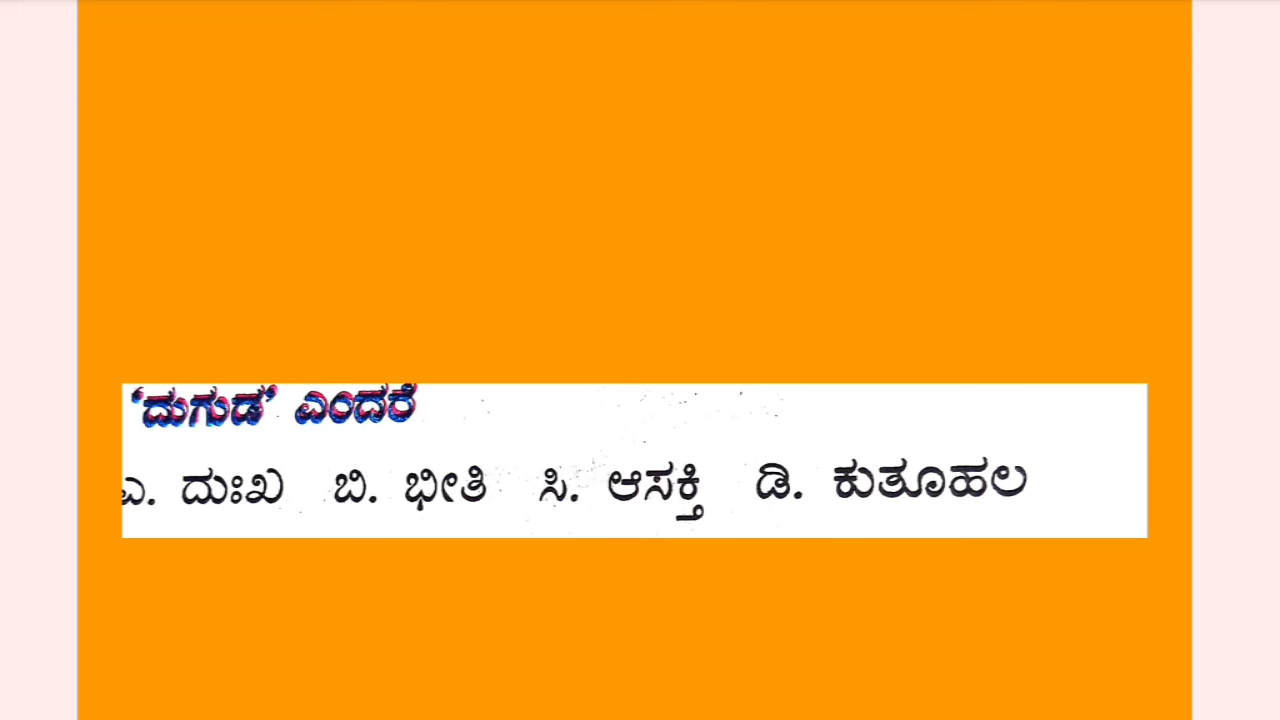 ‘ದುಗುಡ’ ಎಂದರೆ
ಎ. ದುಃಖ ಬಿ. ಭೀತಿ ಸಿ. ಆಸಕ್ತಿ ಡಿ. ಕುತೂಹಲ